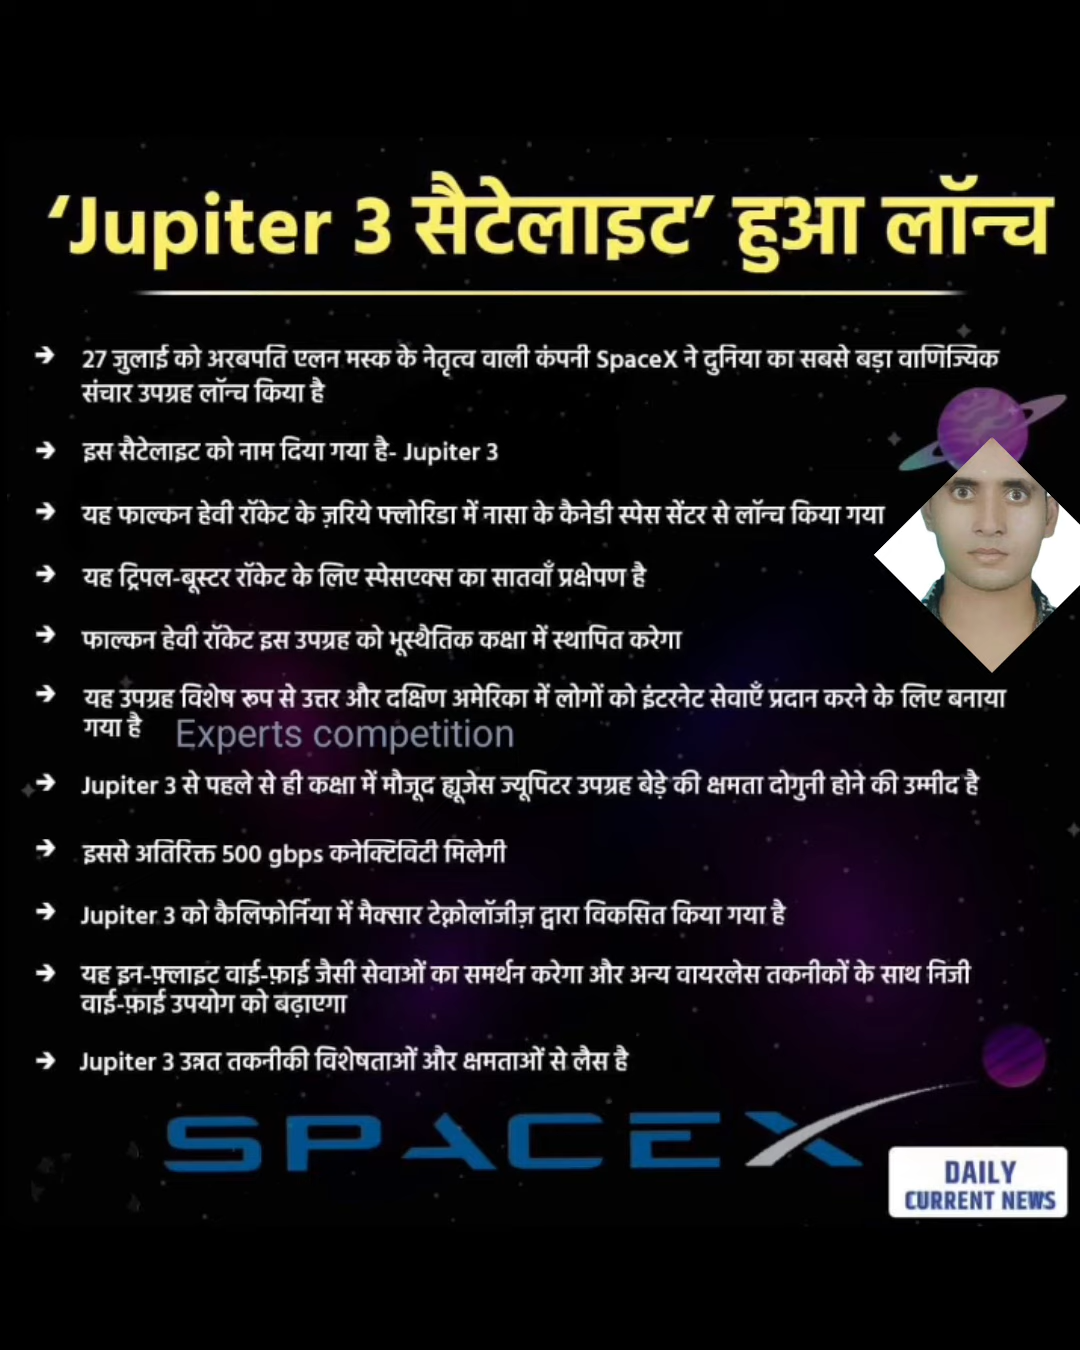 ‘Jupiter 3 सैटेलाइट’ हुआ लॉन्च
➔ 27 जुलाई को अरबपति एलन मस्क के नेतृत्व वाली कंपनी SpaceX ने दुनिया का सबसे बड़ा वाणिज्यिक
संचार उपग्रह लॉन्च किया है
➔ इस सैटेलाइट को नाम दिया गया है- Jupiter 3
➔ यह फाल्कन हेवी रॉकेट के ज़रिये फ्लोरिडा में नासा के कैनेडी स्पेस सेंटर से लॉन्च किया गया
➔ यह ट्रिपल-बूस्टर रॉकेट के लिए स्पेसएक्स का सातवाँ प्रक्षेपण है
➔ फाल्कन हेवी रॉकेट इस उपग्रह को भूस्थैतिक कक्षा में स्थापित करेगा
➔ यह उपग्रह विशेष रूप से उत्तर और दक्षिण अमेरिका में लोगों को इंटरनेट सेवाएँ प्रदान करने के लिए बनाया
गया है
Experts competition
➔ Jupiter 3 से पहले से ही कक्षा में मौजूद ह्यूजेस ज्यूपिटर उपग्रह बेड़े की क्षमता दोगुनी होने की उम्मीद है
➔ इससे अतिरिक्त 500 gbps कनेक्टिविटी मिलेगी
➔ Jupiter 3 को कैलिफोर्निया में मैक्सार टेक्नोलॉजीज़ द्वारा विकसित किया गया है
➔ यह इन-फ़्लाइट वाई-फ़ाई जैसी सेवाओं का समर्थन करेगा और अन्य वायरलेस तकनीकों के साथ निजी
वाई-फ़ाई उपयोग को बढ़ाएगा
➔ Jupiter 3 उन्नत तकनीकी विशेषताओं और क्षमताओं से लैस है
SPACEX
DAILY
CURRENT NEWS